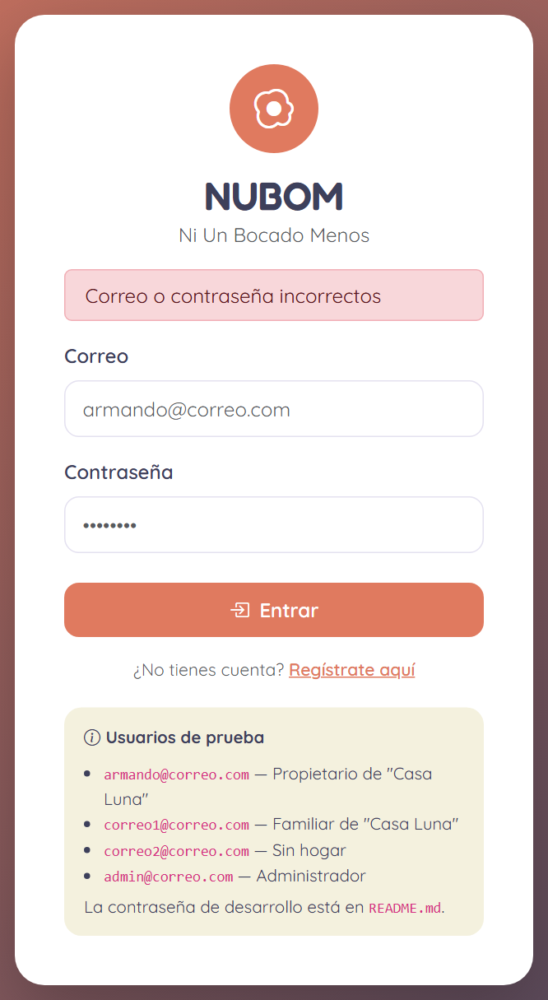 NUBOM
Ni Un Bocado Menos
Correo o contraseña incorrectos
Correo
armando@correo.com
Contraseña
••••••••
Entrar
¿No tienes cuenta? Regístrate aquí
Usuarios de prueba
• armando@correo.com — Propietario de "Casa
Luna"
• correo1@correo.com — Familiar de "Casa Luna"
• correo2@correo.com — Sin hogar
• admin@correo.com — Administrador
La contraseña de desarrollo está en README.md.